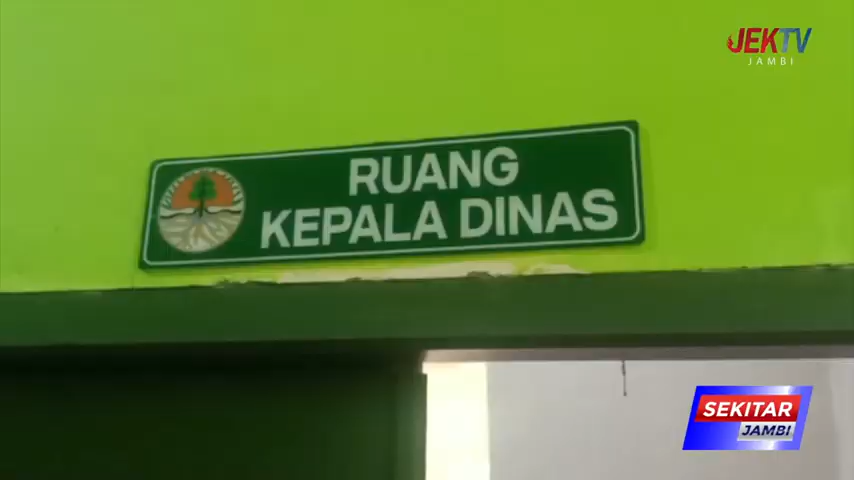 JEKTV
JAMBI
RUANG
KEPALA DINAS
SEKITAR
JAMBI